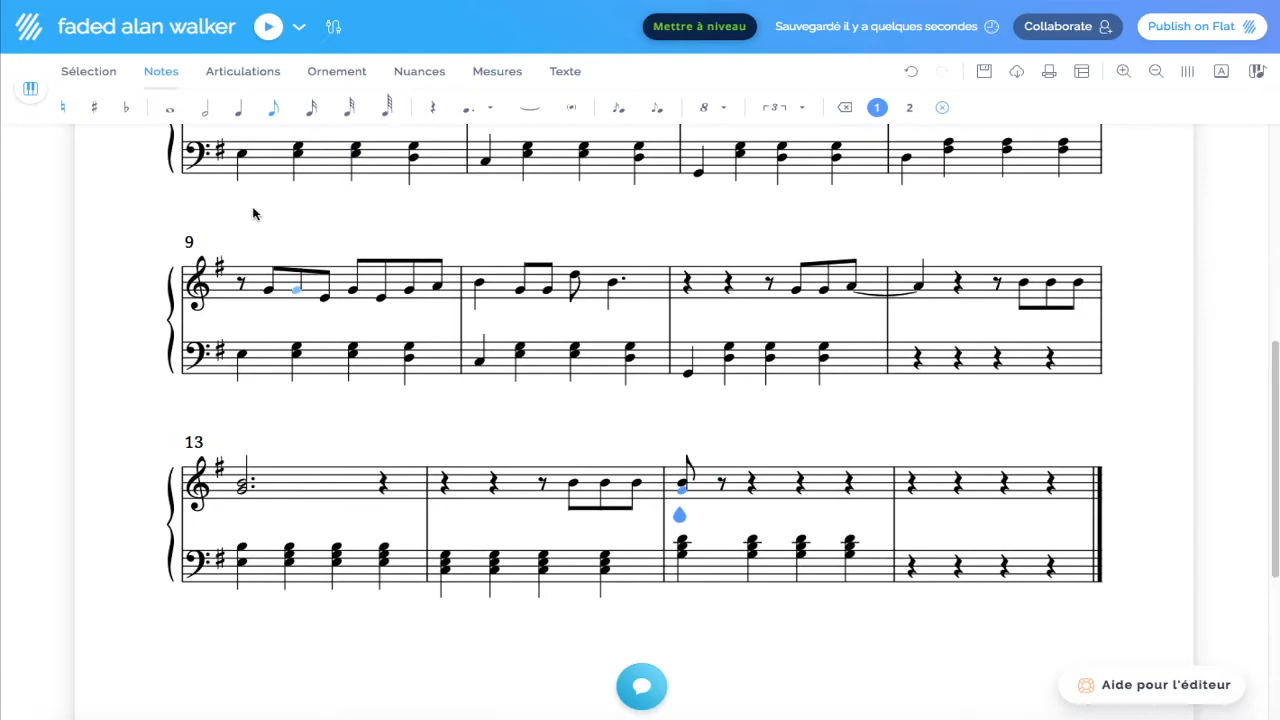 faded alan walker
Mettre à niveau
Sauvegardé il y a quelques secondes
Collaborate
Publish on Flat
Sélection Notes Articulations Ornement Nuances Mesures Texte
A
8 3 1 2
9
13
Aide pour l'éditeur